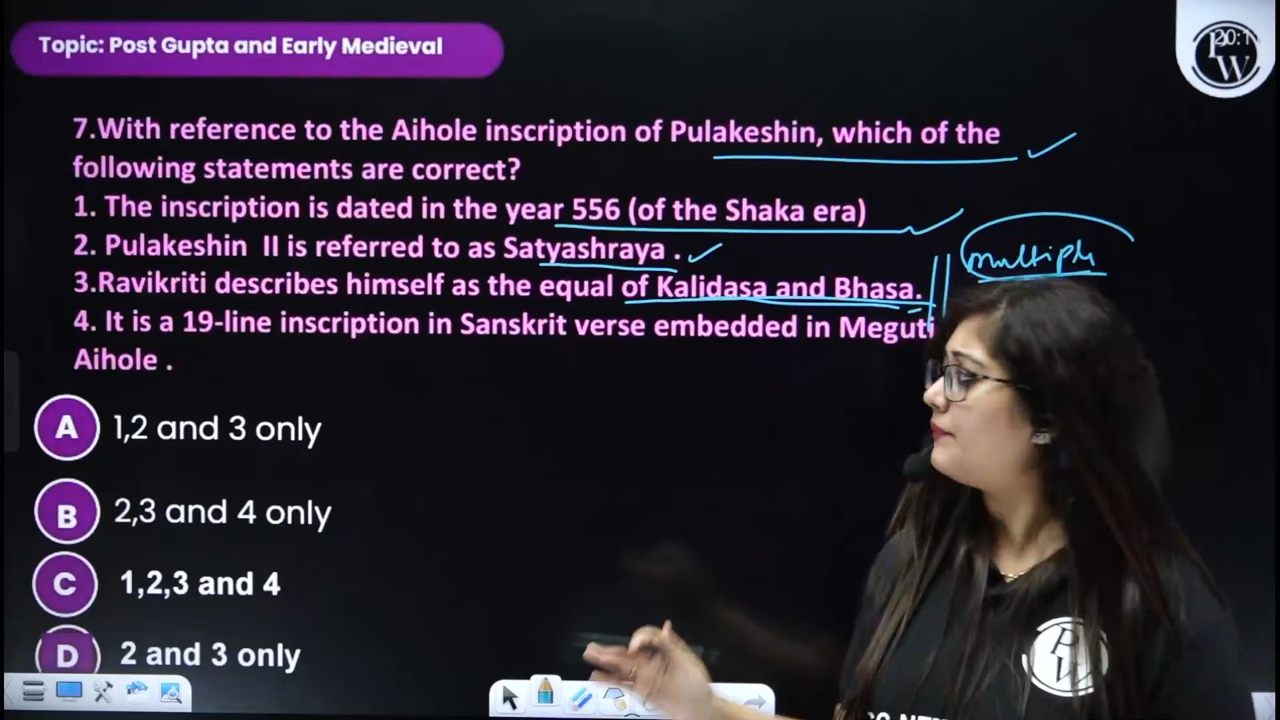 Topic: Post Gupta and Early Medieval
20:1
P
W
7.With reference to the Aihole inscription of Pulakeshin, which of the
following statements are correct?
1. The inscription is dated in the year 556 (of the Shaka era)
2. Pulakeshin II is referred to as Satyashraya .
multiple
3.Ravikriti describes himself as the equal of Kalidasa and Bhasa.
4. It is a 19-line inscription in Sanskrit verse embedded in Meguti
Aihole .
A 1,2 and 3 only
B 2,3 and 4 only
C 1,2,3 and 4
D 2 and 3 only
P
W